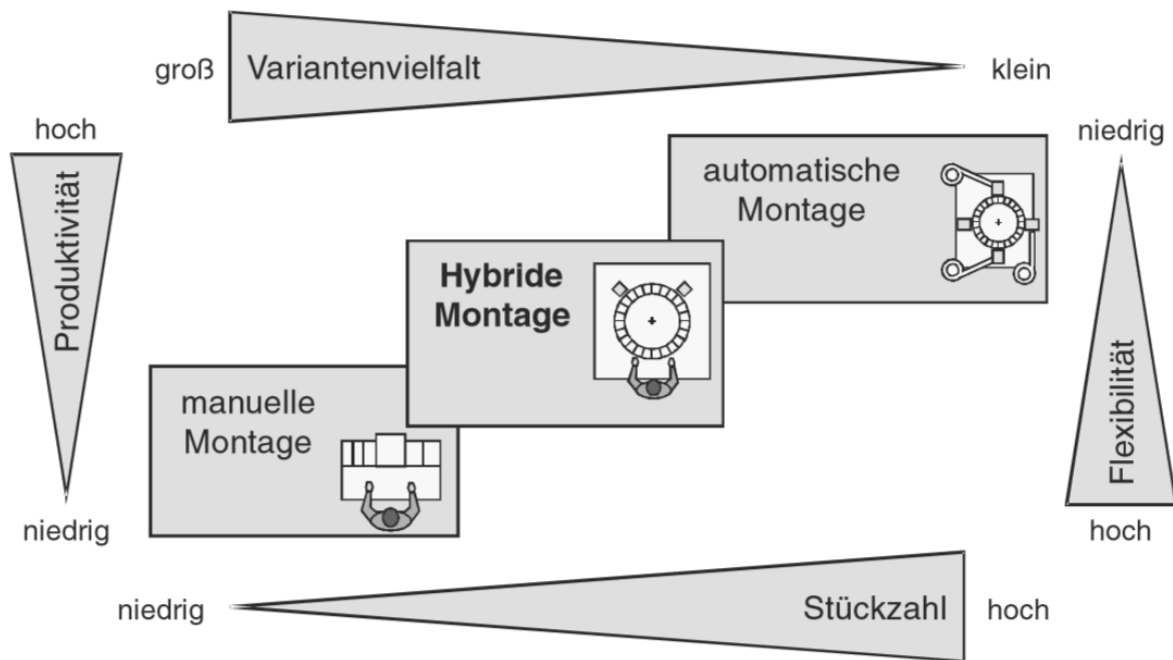 groß
Variantenvielfalt
klein
hoch
Produktivität
niedrig
niedrig
Flexibilität
hoch
automatische
Montage
Hybride
Montage
manuelle
Montage
niedrig
Stückzahl
hoch